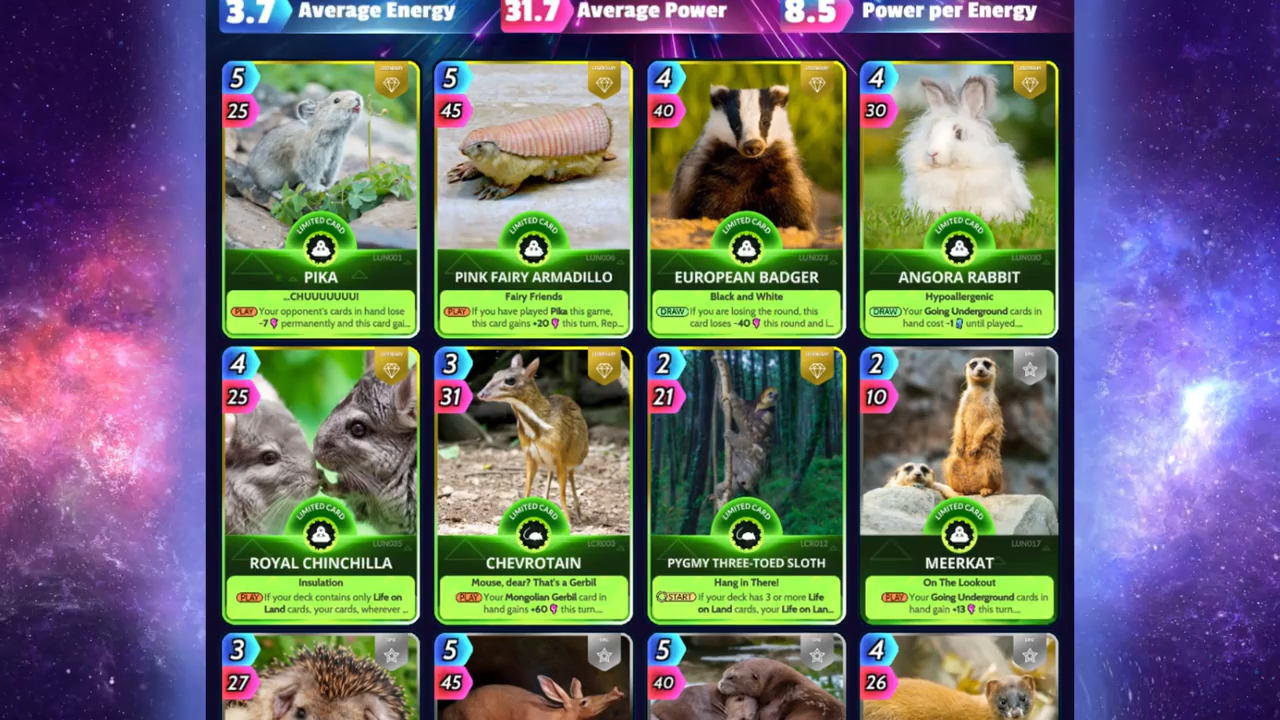 3.7 Average Energy 31.7 Average Power 8.5 Power per Energy
5
25
LIMITED CARD
LUN001
PIKA
...CHUUUUUUU!
PLAY Your opponent's cards in hand lose
-7 permanently and this card gai...
5
45
LIMITED CARD
LUN006
PINK FAIRY ARMADILLO
Fairy Friends
PLAY If you have played Pika this game,
this card gains +20 this turn. Rep...
4
40
LIMITED CARD
LUN023
EUROPEAN BADGER
Black and White
DRAW If you are losing the round, this
card loses -40 this round and i...
4
30
LIMITED CARD
LUN030
ANGORA RABBIT
Hypoallergenic
DRAW Your Going Underground cards in
hand cost -1 until played....
4
25
LIMITED CARD
LUN035
ROYAL CHINCHILLA
Insulation
PLAY If your deck contains only Life on
Land cards, your cards, wherever ...
3
31
LIMITED CARD
LCR003
CHEVROTAIN
Mouse, dear? That's a Gerbil
PLAY Your Mongolian Gerbil card in
hand gains +60 this turn....
2
21
LIMITED CARD
LCR012
PYGMY THREE-TOED SLOTH
Hang in There!
START If your deck has 3 or more Life
on Land cards, your Life on Lan...
2
10
LIMITED CARD
LUN017
MEERKAT
On The Lookout
PLAY Your Going Underground cards in
hand gain +13 this turn....
3
27
5
45
5
40
4
26